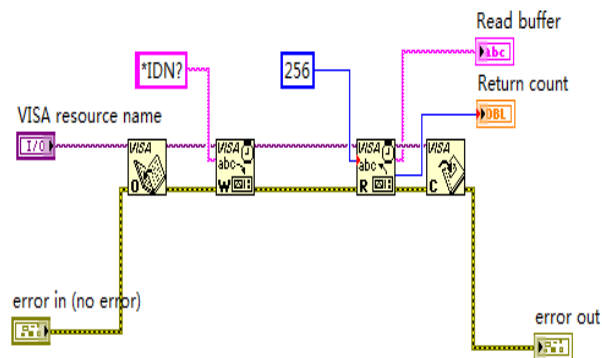 Read buffer
abc
*IDN?
256
Return count
DBL
VISA resource name
I/O
VISA
O
VISA
abc
W
VISA
abc
R
VISA
C
error in (no error)
error out